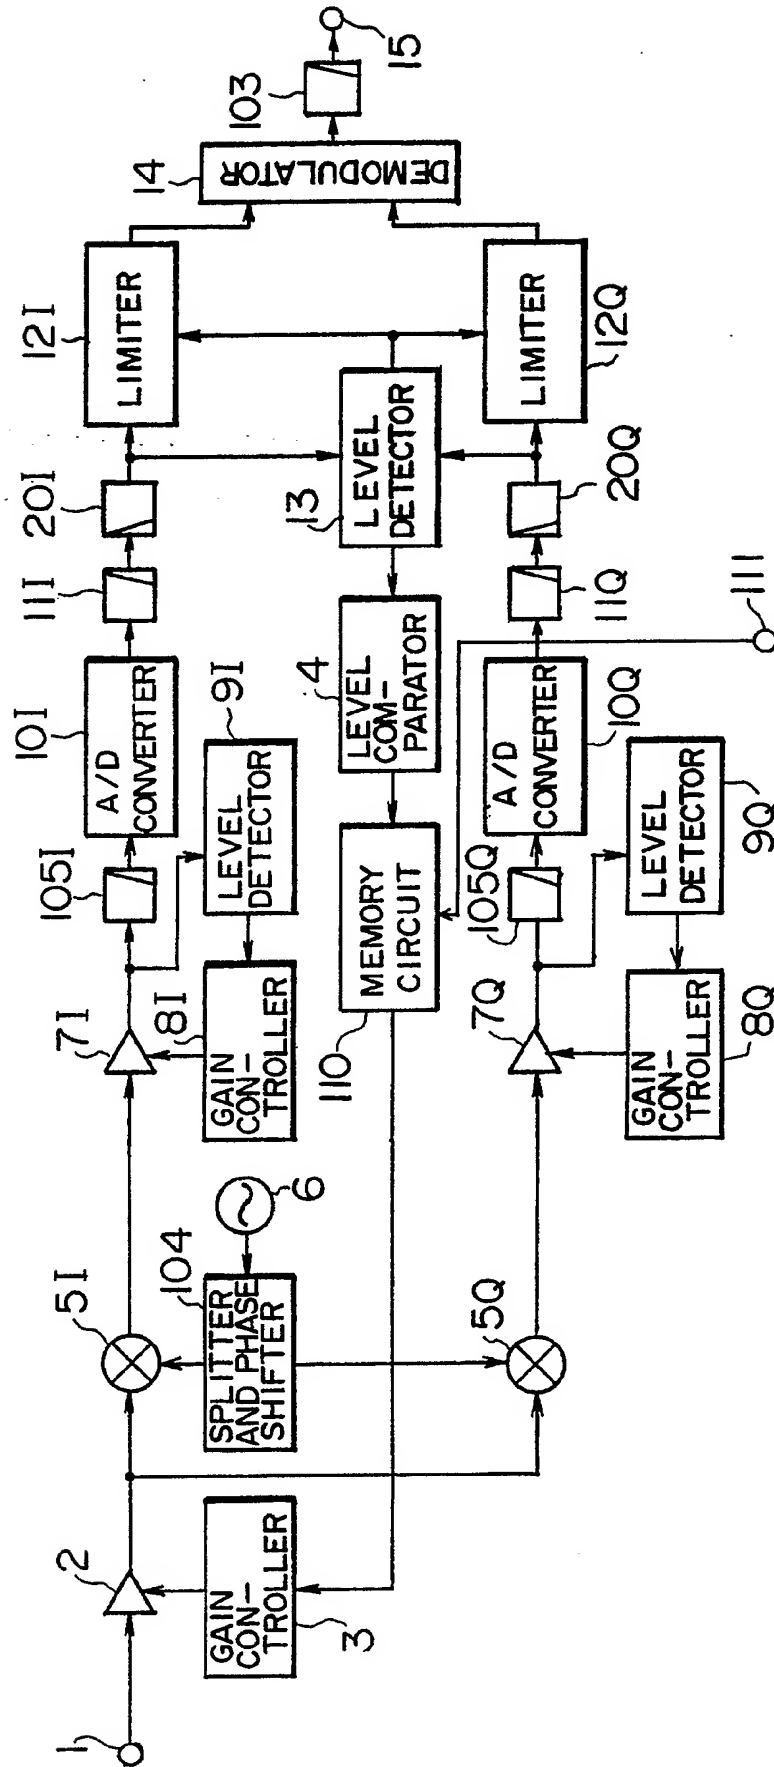 1
2
GAIN
CON-
TROLLER
3
5I
SPLITTER
AND PHASE
SHIFTER
104
6
5Q
7I
GAIN
CON-
TROLLER
8I
LEVEL
DETECTOR
9I
105I
A/D
CONVERTER
10I
11I
20I
LIMITER
12I
MEMORY
CIRCUIT
110
LEVEL
COM-
PARATOR
4
LEVEL
DETECTOR
13
7Q
GAIN
CON-
TROLLER
8Q
LEVEL
DETECTOR
9Q
105Q
A/D
CONVERTER
10Q
11Q
20Q
LIMITER
12Q
111
DEMODULATOR
14
103
15